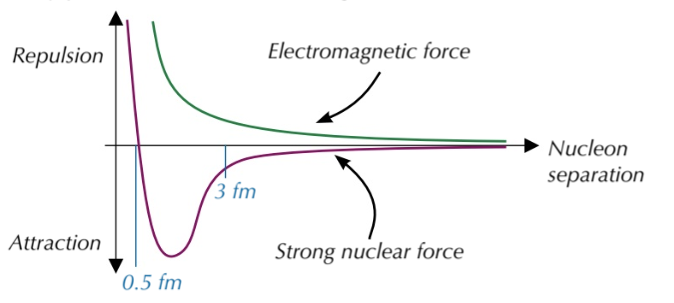 Repulsion
Electromagnetic force
Nucleon
separation
3 fm
Attraction
Strong nuclear force
0.5 fm